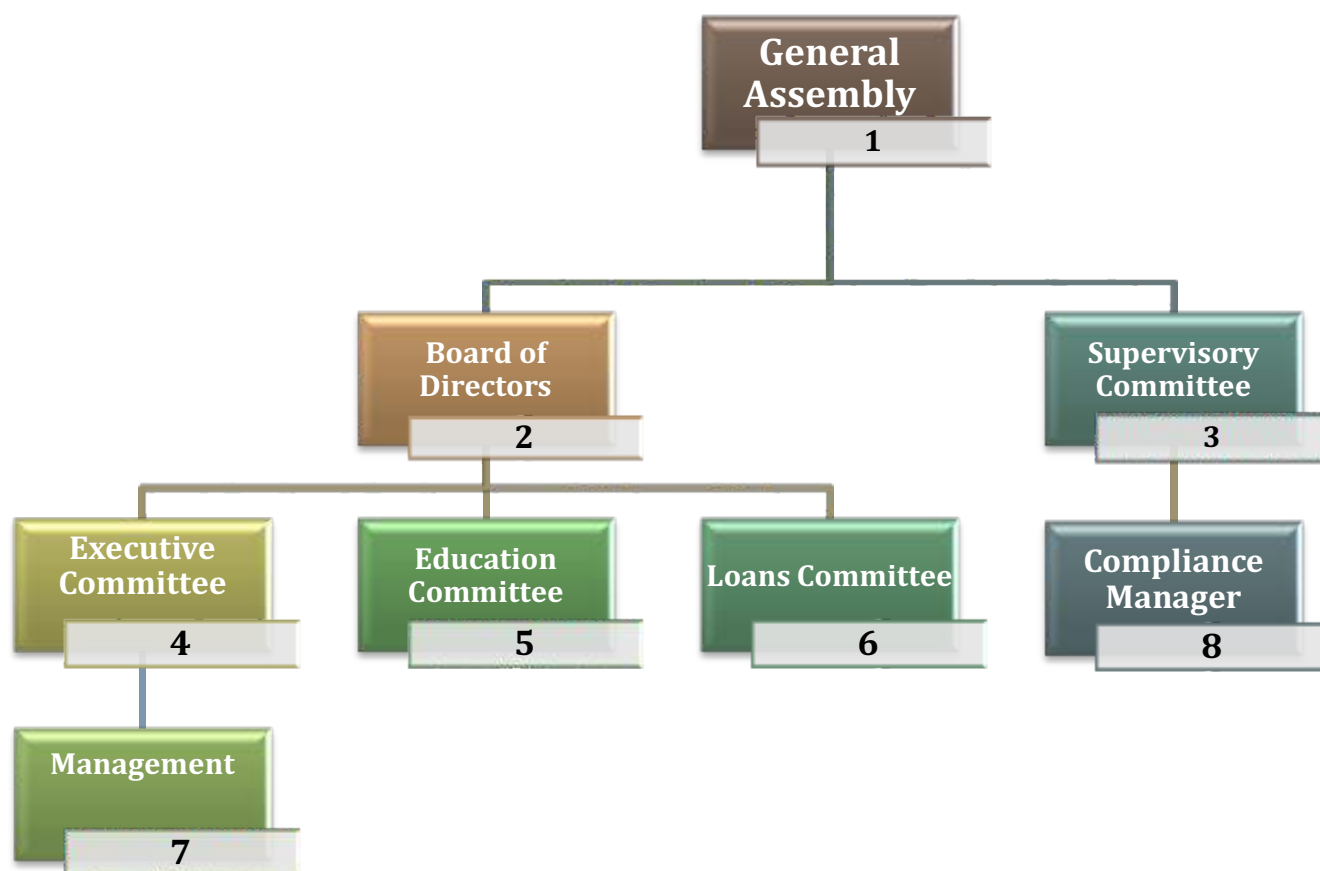 General
Assembly
1
Board of
Directors
2
Supervisory
Committee
3
Executive
Committee
4
Education
Committee
5
Loans Committee
6
Compliance
Manager
8
Management
7